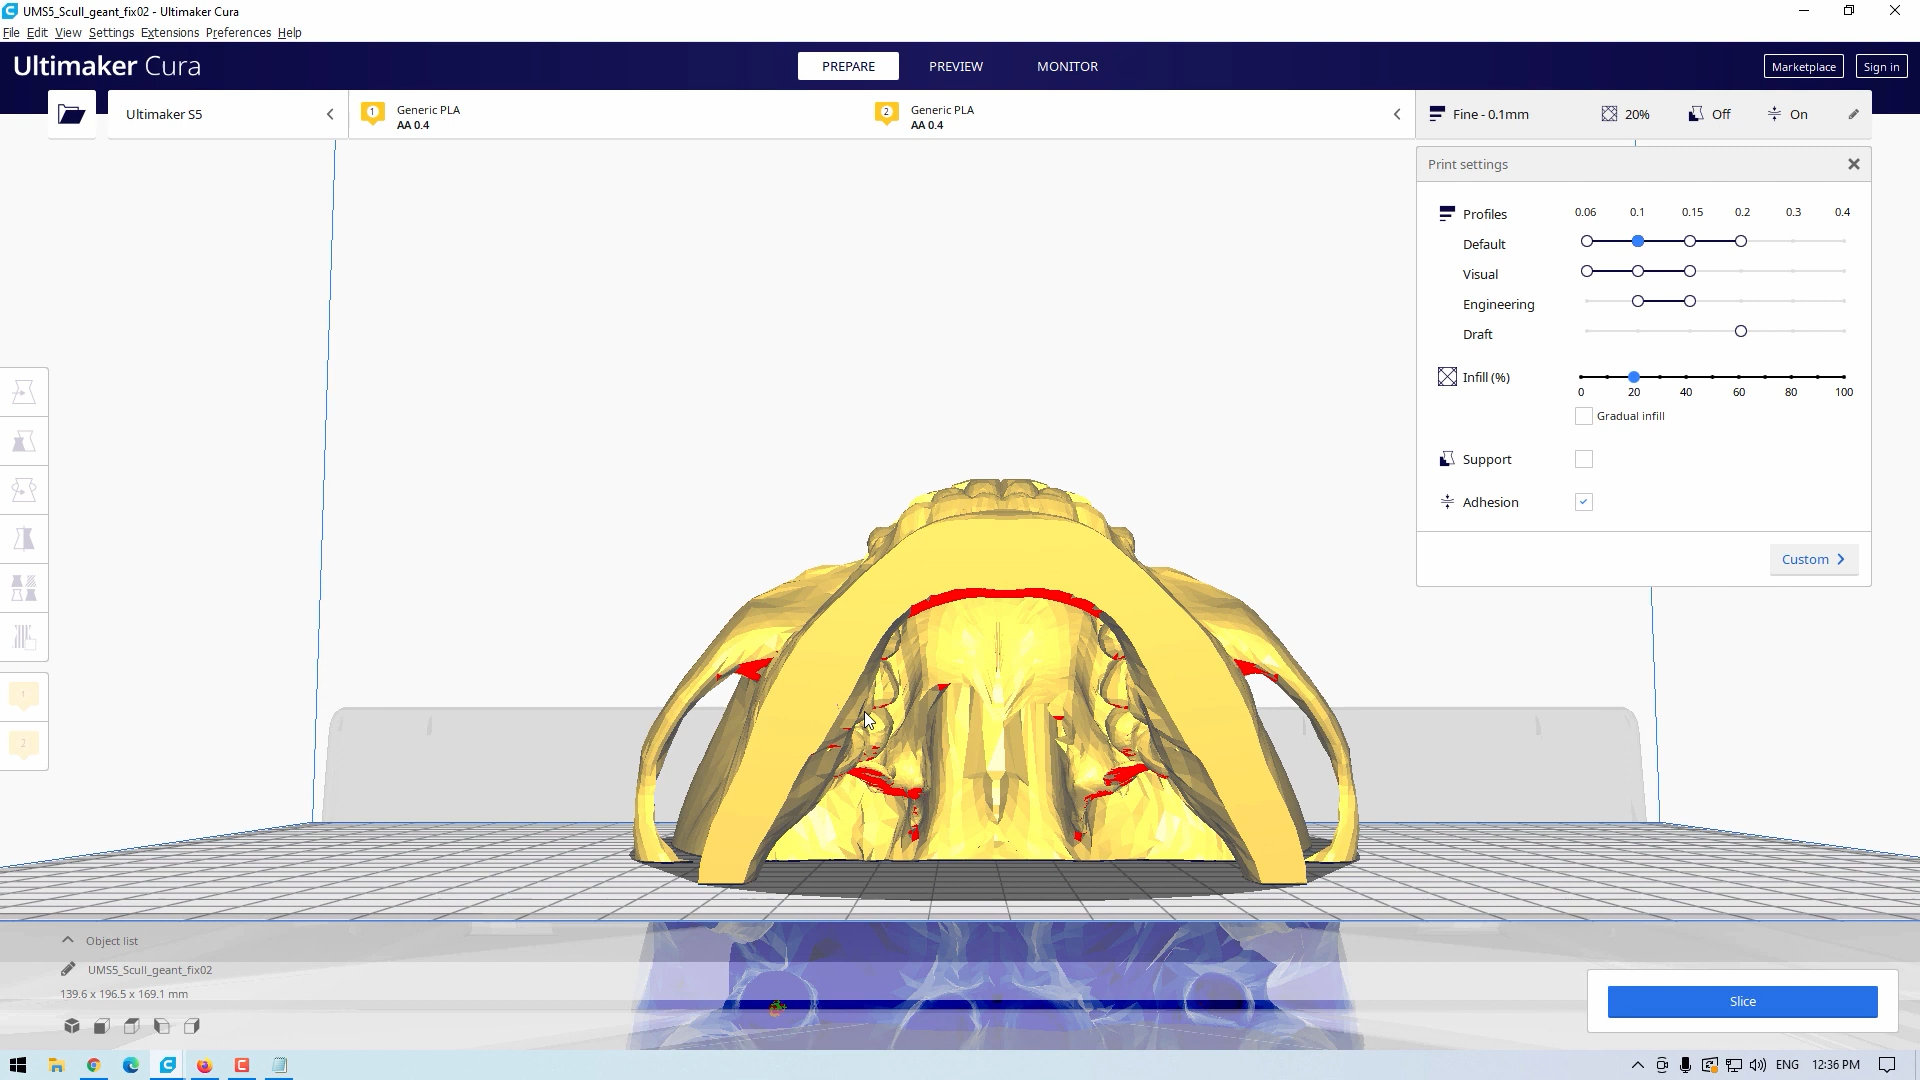 UMS5_Scull_geant_fix02 - Ultimaker Cura
File Edit View Settings Extensions Preferences Help
Ultimaker Cura
PREPARE PREVIEW MONITOR
Marketplace Sign in
Ultimaker S5
1 Generic PLA
AA 0.4
2 Generic PLA
AA 0.4
Fine - 0.1mm 20% Off On
Print settings
Profiles 0.06 0.1 0.15 0.2 0.3 0.4
Default
Visual
Engineering
Draft
Infill (%)
0 20 40 60 80 100
Gradual infill
Support
Adhesion
Custom
1
2
Object list
UMS5_Scull_geant_fix02
139.6 x 196.5 x 169.1 mm
Slice
ENG 12:36 PM